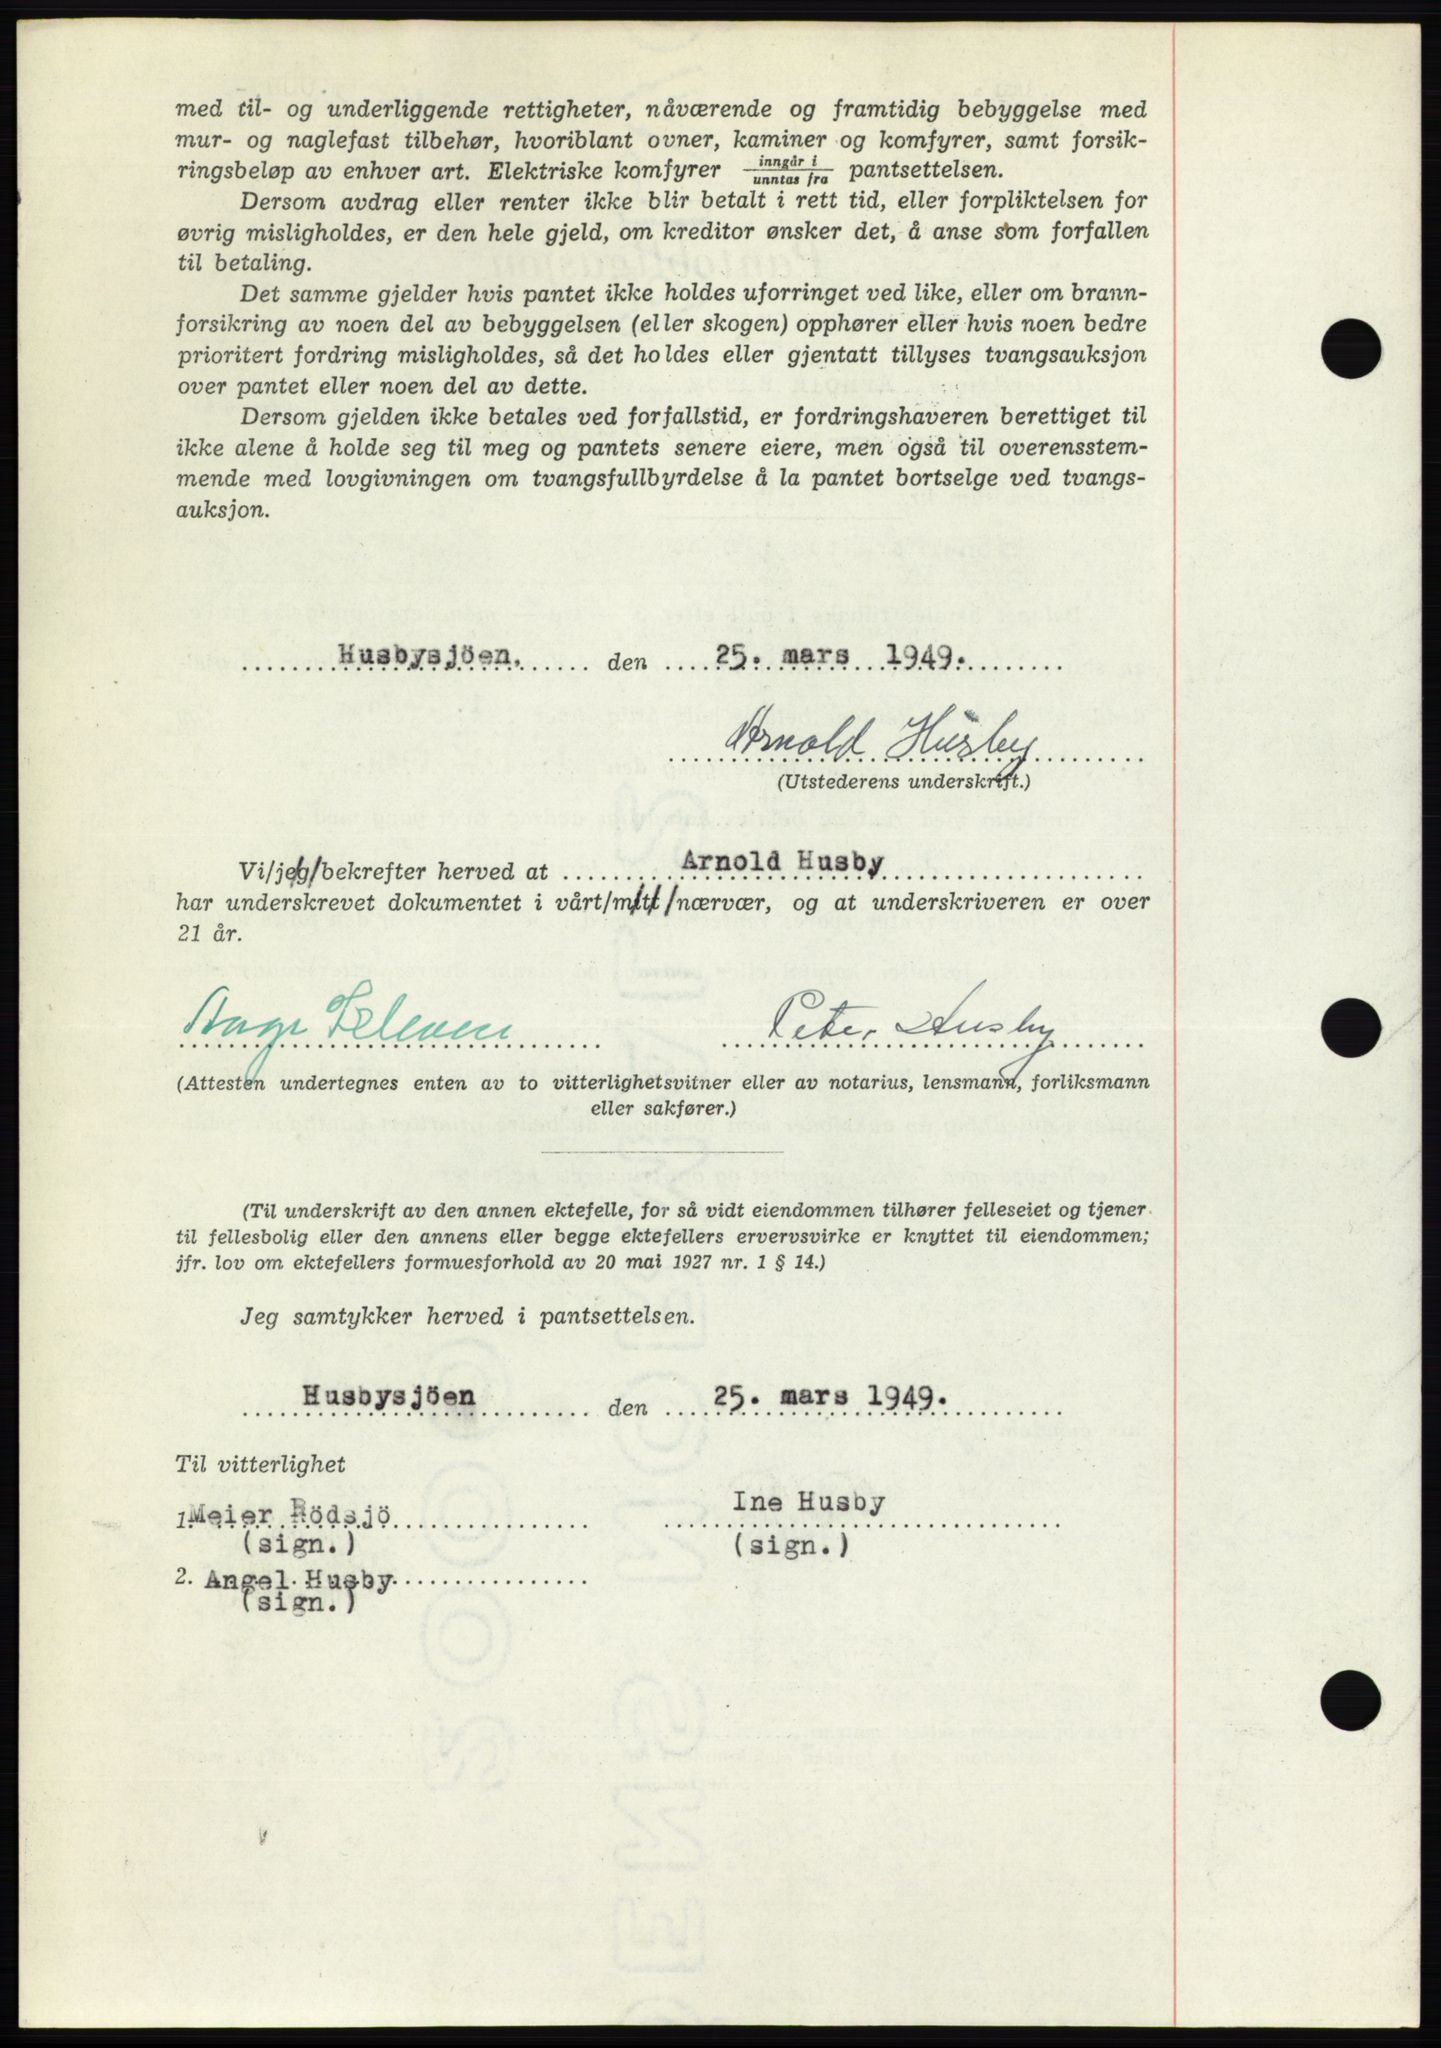 med til- og underliggende rettigheter, nåværende og framtidig bebyggelse med
mur- og naglefast tilbehør, hvoriblant ovner, kaminer og komfyrer, samt forsik-
ringsbeløp av enhver art. Elektriske komfyrer inngår i / unntas fra pantsettelsen.
Dersom avdrag eller renter ikke blir betalt i rett tid, eller forpliktelsen for
øvrig misligholdes, er den hele gjeld, om kreditor ønsker det, å anse som forfallen
til betaling.
Det samme gjelder hvis pantet ikke holdes uforringet ved like, eller om brann-
forsikring av noen del av bebyggelsen (eller skogen) opphører eller hvis noen bedre
prioritert fordring misligholdes, så det holdes eller gjentatt tillyses tvangsauksjon
over pantet eller noen del av dette.
Dersom gjelden ikke betales ved forfallstid, er fordringshaveren berettiget til
ikke alene å holde seg til meg og pantets senere eiere, men også til overensstem-
mende med lovgivningen om tvangsfullbyrdelse å la pantet bortselge ved tvangs-
auksjon.
Husbysjöen. den 25. mars 1949.
Arnold Husby
(Utstederens underskrift.)
Vi/jeg/bekrefter herved at Arnold Husby
har underskrevet dokumentet i vårt/mitt/nærvær, og at underskriveren er over
21 år.
Peter Husby
(Attesten undertegnes enten av to vitterlighetsvitner eller av notarius, lensmann, forliksmann
eller sakfører.)
(Til underskrift av den annen ektefelle, for så vidt eiendommen tilhører felleseiet og tjener
til fellesbolig eller den annens eller begge ektefellers ervervsvirke er knyttet til eiendommen;
jfr. lov om ektefellers formuesforhold av 20 mai 1927 nr. 1 § 14.)
Jeg samtykker herved i pantsettelsen.
Husbysjöen den 25. mars 1949.
Til vitterlighet
1. Meier Rödsjö Ine Husby
(sign.) (sign.)
2. Angel Husby
(sign.)